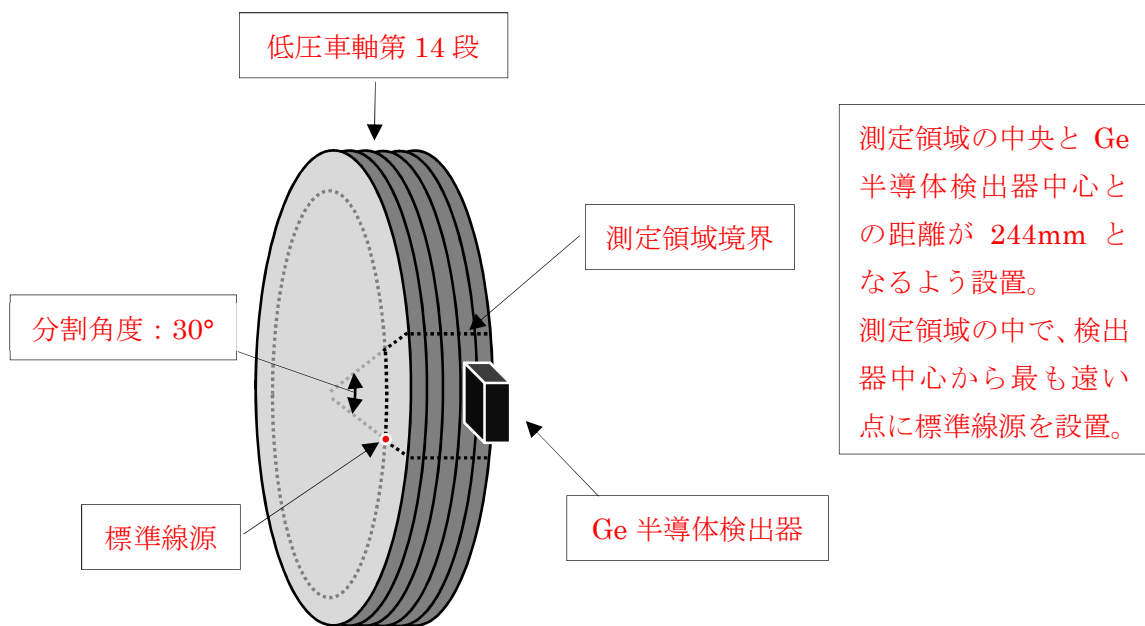 低圧車軸第 14 段
測定領域境界
分割角度：30°
標準線源
Ge 半導体検出器
測定領域の中央と Ge
半導体検出器中心と
の距離が 244mm と
なるよう設置。
測定領域の中で、検出
器中心から最も遠い
点に標準線源を設置。